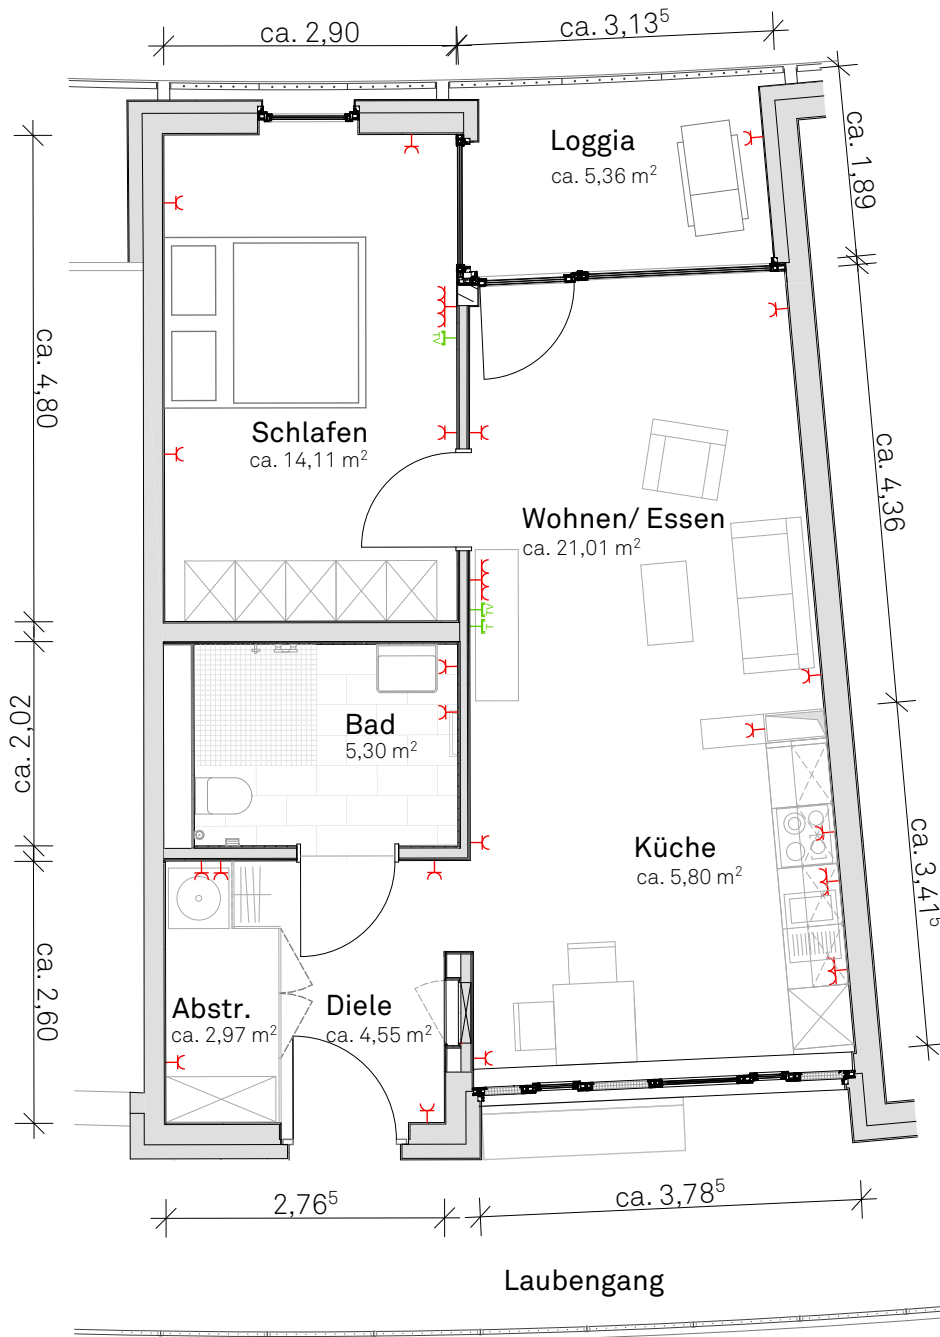 ca. 2,90
ca. 3,13⁵
Loggia
ca. 5,36 m²
ca. 1,89
ca. 4,80
TV
Schlafen
ca. 14,11 m²
ca. 4,36
Wohnen/ Essen
ca. 21,01 m²
TV
T
ca. 2,02
Bad
5,30 m²
Küche
ca. 5,80 m²
ca. 3,41⁵
ca. 2,60
Abstr.
ca. 2,97 m²
Diele
ca. 4,55 m²
2,76⁵
ca. 3,78⁵
Laubengang